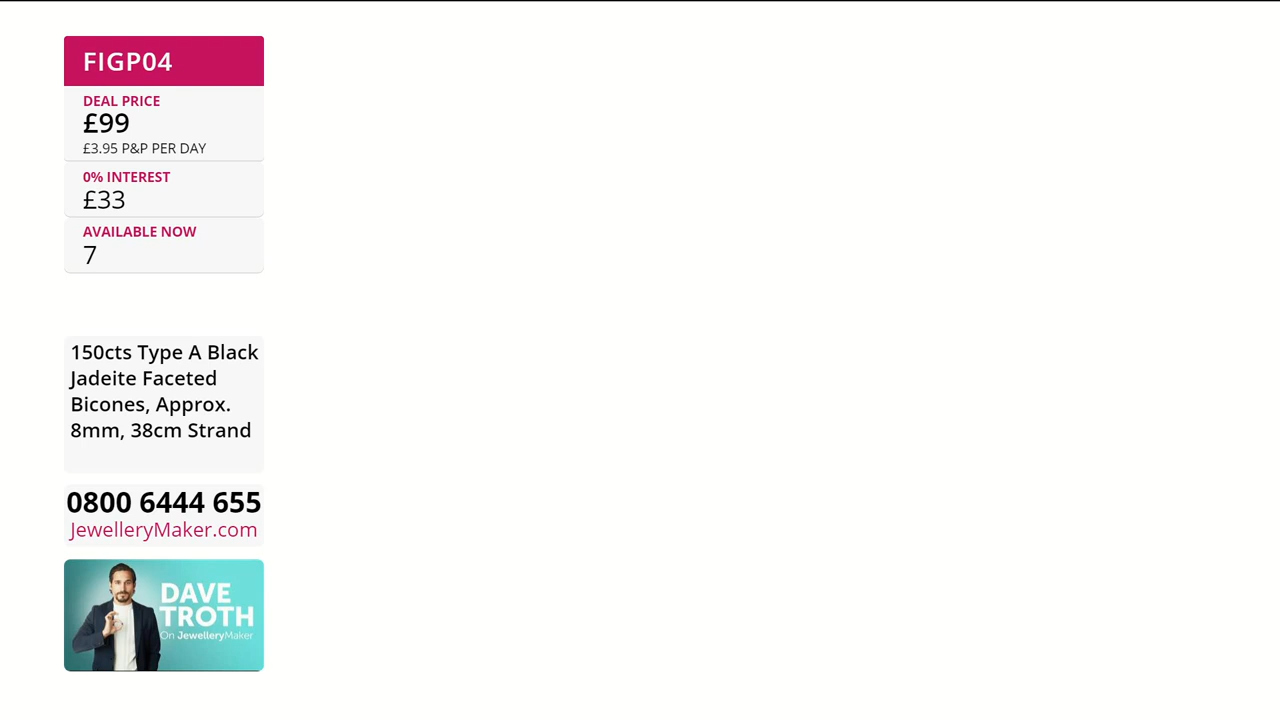 FIGP04
DEAL PRICE
£99
£3.95 P&P PER DAY
0% INTEREST
£33
AVAILABLE NOW
7
150cts Type A Black
Jadeite Faceted
Bicones, Approx.
8mm, 38cm Strand
0800 6444 655
JewelleryMaker.com
DAVE
TROTH
On JewelleryMaker